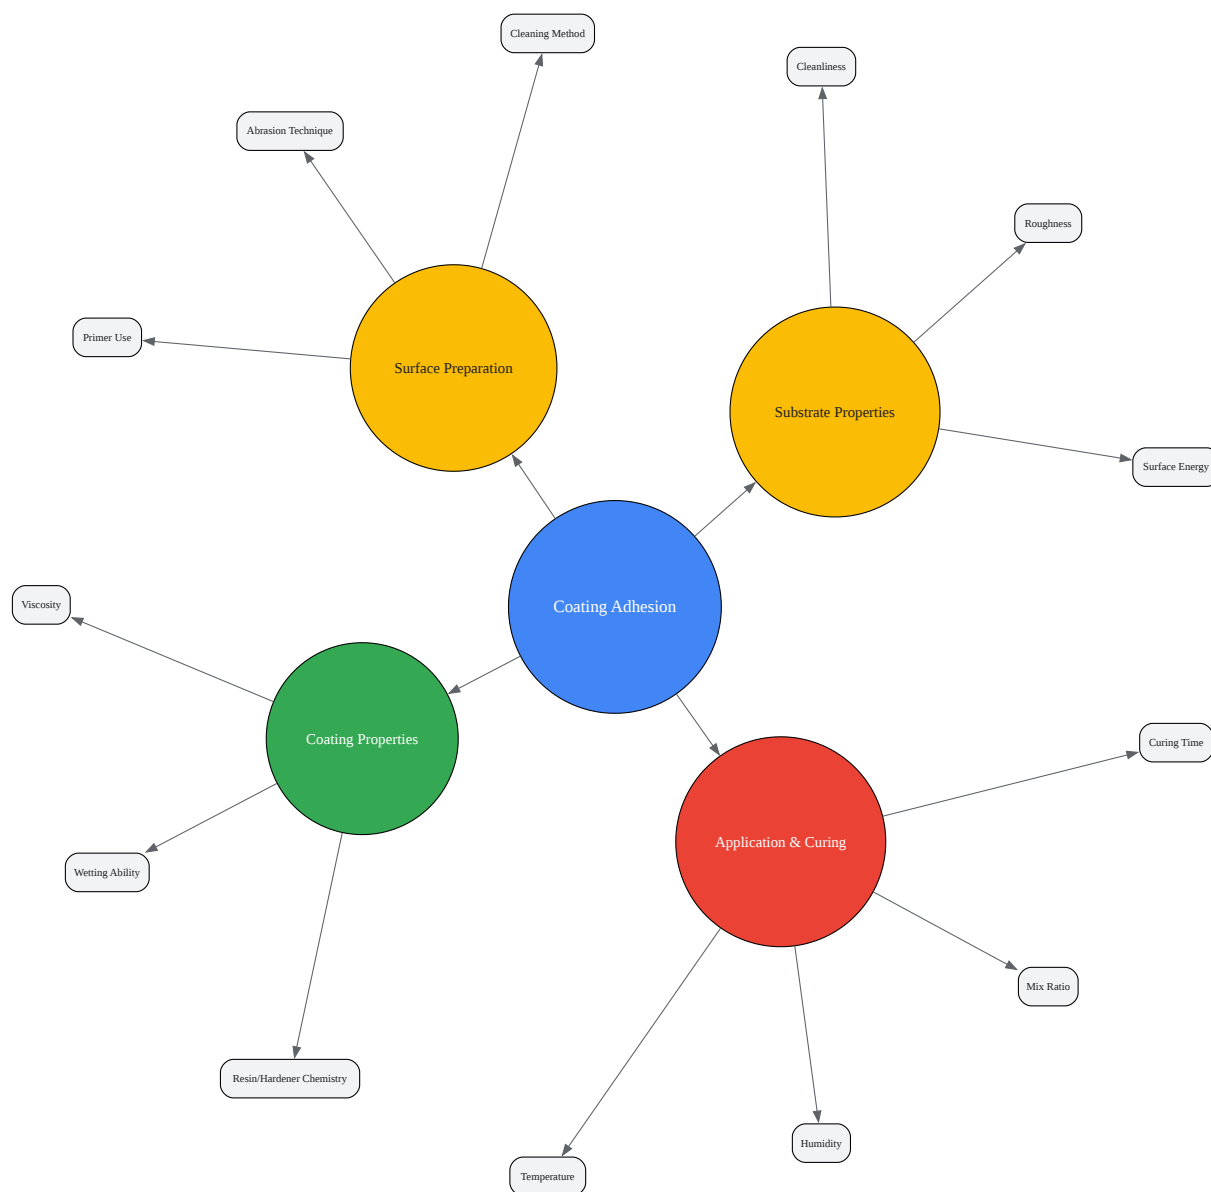 Cleaning Method
Cleanliness
Abrasion Technique
Roughness
Primer Use
Surface Preparation
Substrate Properties
Surface Energy
Viscosity
Coating Adhesion
Coating Properties
Curing Time
Application & Curing
Wetting Ability
Mix Ratio
Resin/Hardener Chemistry
Humidity
Temperature